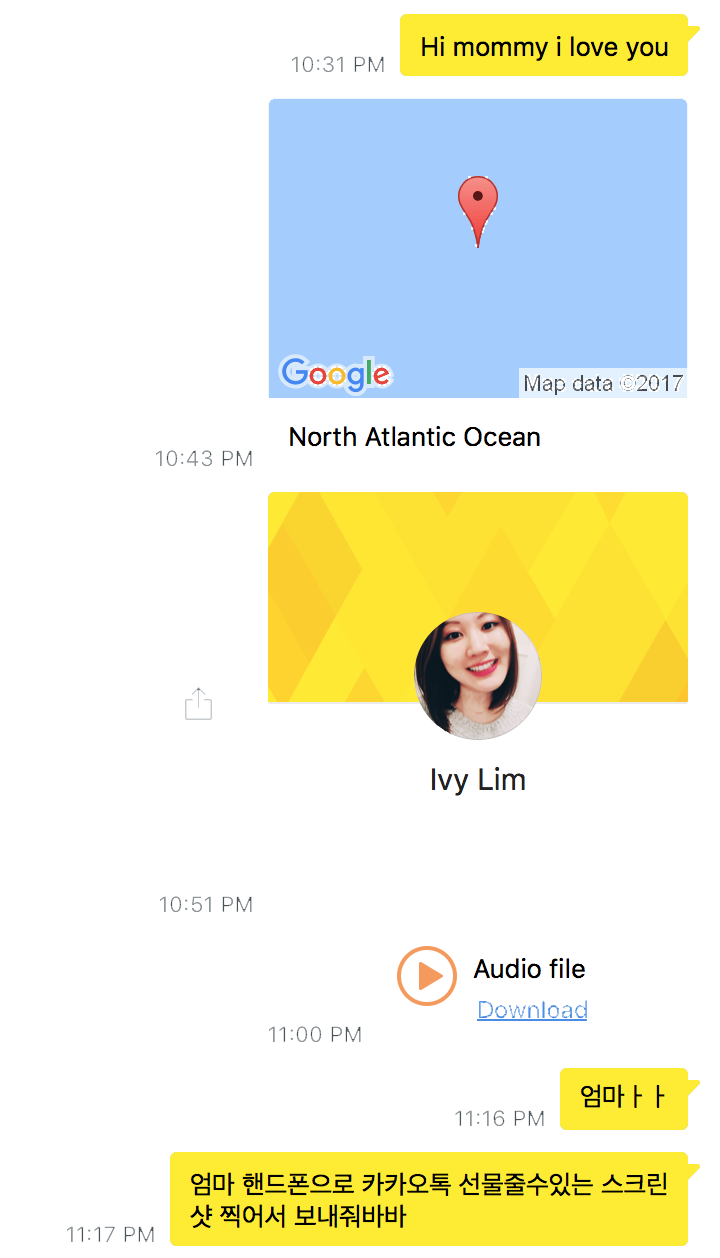 Hi mommy i love you
10:31 PM
Google
Map data ©2017
North Atlantic Ocean
10:43 PM
Ivy Lim
10:51 PM
Audio file
Download
11:00 PM
엄마ㅏㅏ
11:16 PM
엄마 핸드폰으로 카카오톡 선물줄수있는 스크린
샷 찍어서 보내줘바바
11:17 PM